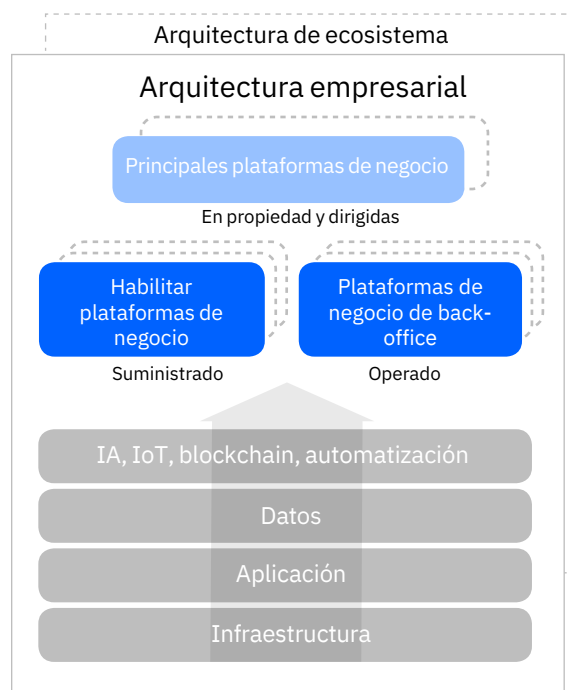 Arquitectura de ecosistema
Arquitectura empresarial
Principales plataformas de negocio
En propiedad y dirigidas
Habilitar
plataformas de
negocio
Plataformas de
negocio de back-
office
Suministrado
Operado
IA, IoT, blockchain, automatización
Datos
Aplicación
Infraestructura